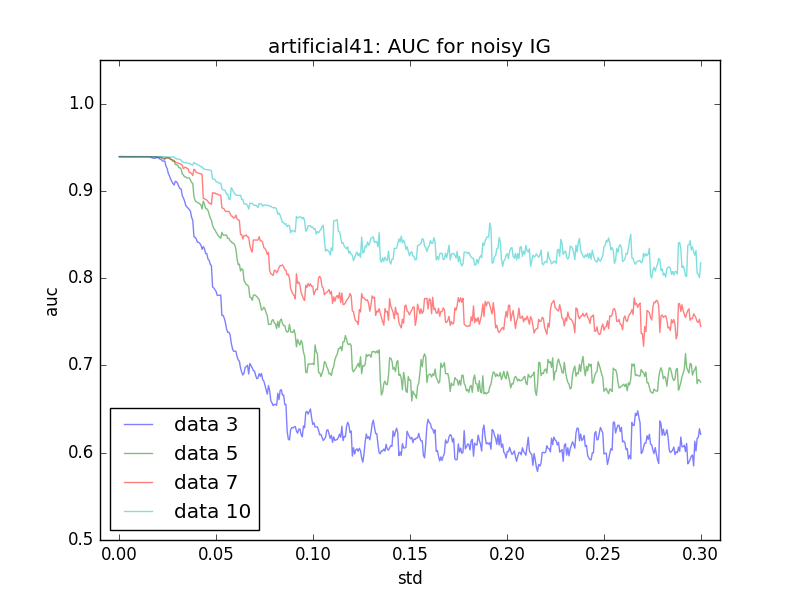 artificial41: AUC for noisy IG
1.0
0.9
0.8
0.7
0.6
0.5
auc
data 3
data 5
data 7
data 10
0.00 0.05 0.10 0.15 0.20 0.25 0.30
std